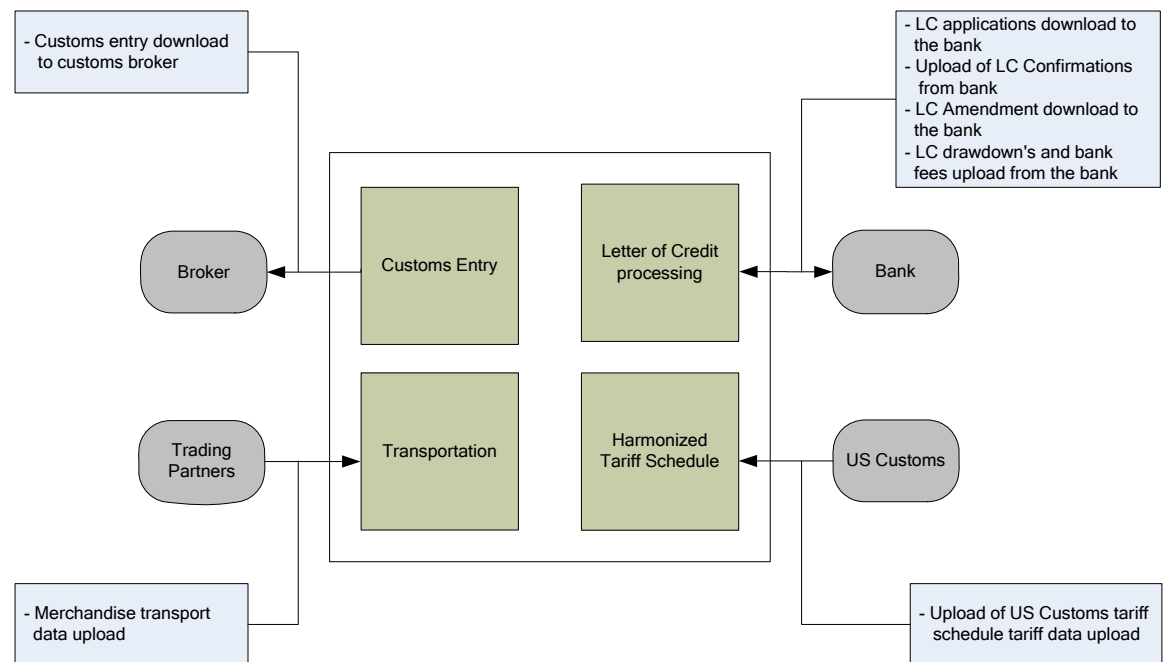 - Customs entry download
to customs broker
- LC applications download to
the bank
- Upload of LC Confirmations
from bank
- LC Amendment download to
the bank
- LC drawdown's and bank
fees upload from the bank
Broker
Customs Entry
Letter of Credit
processing
Bank
Trading
Partners
Transportation
Harmonized
Tariff Schedule
US Customs
- Merchandise transport
data upload
- Upload of US Customs tariff
schedule tariff data upload